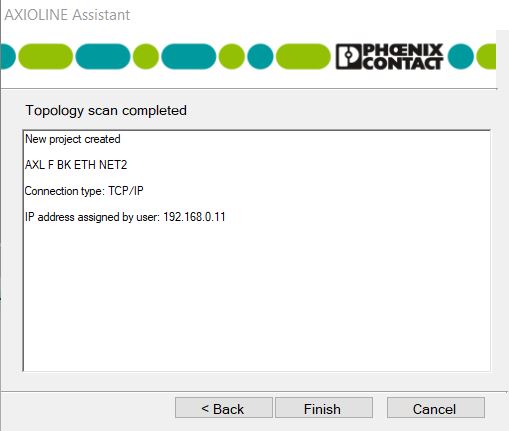 AXIOLINE Assistant
PHŒNIX
CONTACT
Topology scan completed
New project created
AXL F BK ETH NET2
Connection type: TCP/IP
IP address assigned by user: 192.168.0.11
< Back
Finish
Cancel